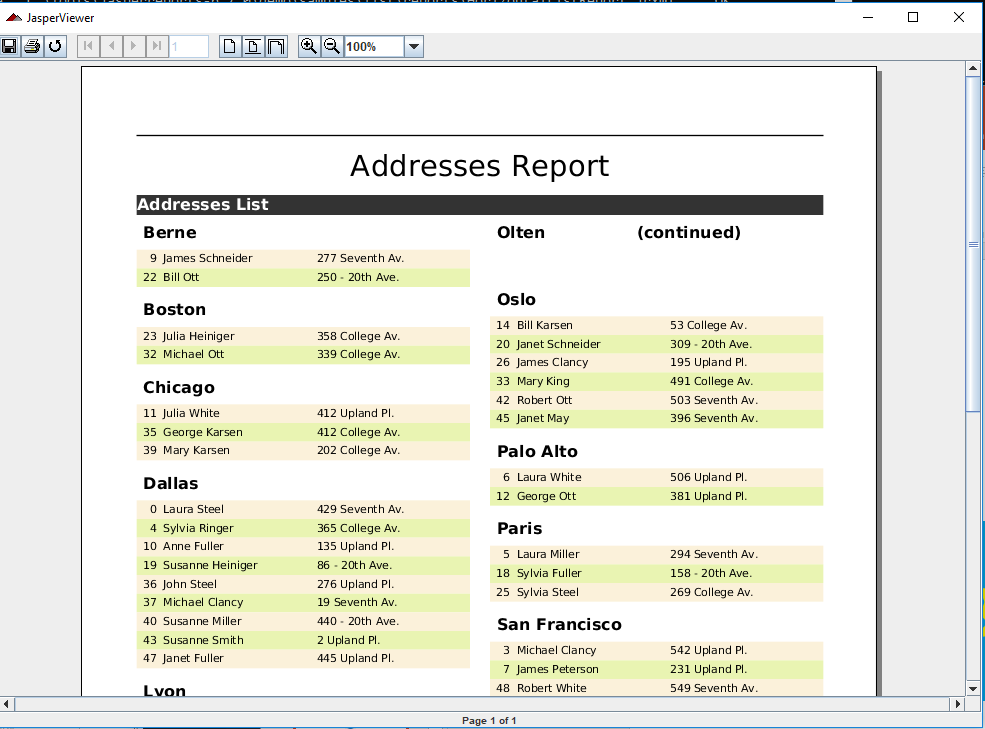 JasperViewer
1
100%
Addresses Report
Addresses List
Berne
9 James Schneider 277 Seventh Av.
22 Bill Ott 250 - 20th Ave.
Boston
23 Julia Heiniger 358 College Av.
32 Michael Ott 339 College Av.
Chicago
11 Julia White 412 Upland Pl.
35 George Karsen 412 College Av.
39 Mary Karsen 202 College Av.
Dallas
0 Laura Steel 429 Seventh Av.
4 Sylvia Ringer 365 College Av.
10 Anne Fuller 135 Upland Pl.
19 Susanne Heiniger 86 - 20th Ave.
36 John Steel 276 Upland Pl.
37 Michael Clancy 19 Seventh Av.
40 Susanne Miller 440 - 20th Ave.
43 Susanne Smith 2 Upland Pl.
47 Janet Fuller 445 Upland Pl.
Lyon
Olten (continued)
Oslo
14 Bill Karsen 53 College Av.
20 Janet Schneider 309 - 20th Ave.
26 James Clancy 195 Upland Pl.
33 Mary King 491 College Av.
42 Robert Ott 503 Seventh Av.
45 Janet May 396 Seventh Av.
Palo Alto
6 Laura White 506 Upland Pl.
12 George Ott 381 Upland Pl.
Paris
5 Laura Miller 294 Seventh Av.
18 Sylvia Fuller 158 - 20th Ave.
25 Sylvia Steel 269 College Av.
San Francisco
3 Michael Clancy 542 Upland Pl.
7 James Peterson 231 Upland Pl.
48 Robert White 549 Seventh Av.
Page 1 of 1